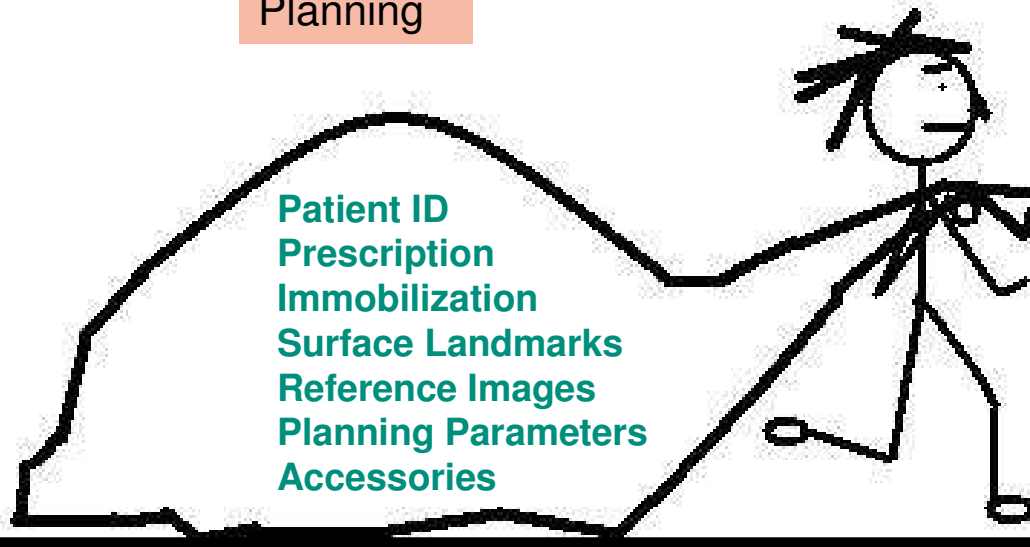 Planning
Patient ID
Prescription
Immobilization
Surface Landmarks
Reference Images
Planning Parameters
Accessories